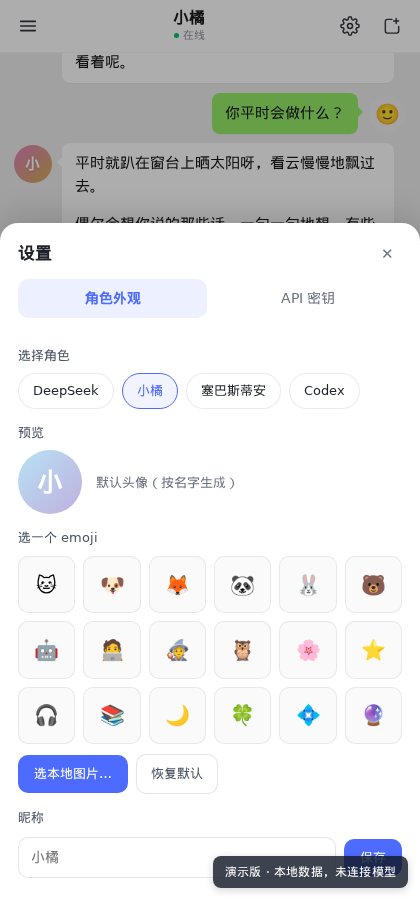 小橘
在线
看着呢。
你平时会做什么？
小
平时就趴在窗台上晒太阳呀，看云慢慢地飘过
去。
设置
×
角色外观
API 密钥
选择角色
DeepSeek
小橘
塞巴斯蒂安
Codex
预览
小
默认头像（按名字生成）
选一个 emoji
选本地图片…
恢复默认
昵称
小橘
保存
演示版 · 本地数据，未连接模型